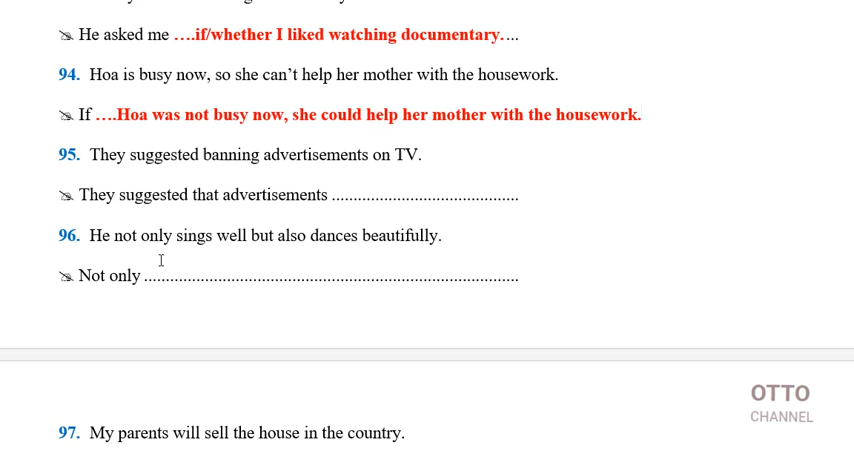 He asked me ….if/whether I liked watching documentary.…
94. Hoa is busy now, so she can’t help her mother with the housework.
If ….Hoa was not busy now, she could help her mother with the housework.
95. They suggested banning advertisements on TV.
They suggested that advertisements ...........................................
96. He not only sings well but also dances beautifully.
Not only ......................................................................................
OTTO
CHANNEL
97. My parents will sell the house in the country.